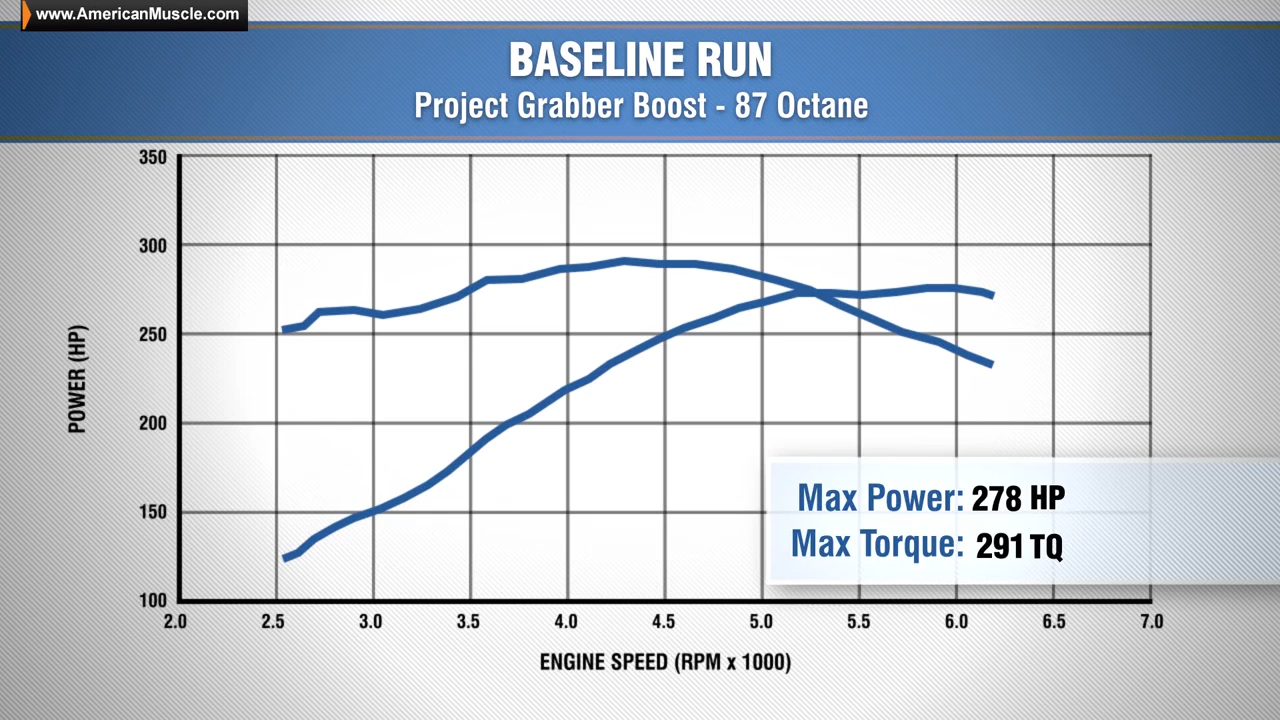 www.AmericanMuscle.com
BASELINE RUN
Project Grabber Boost - 87 Octane
350
300
250
200
150
100
POWER (HP)
2.0 2.5 3.0 3.5 4.0 4.5 5.0 5.5 6.0 6.5 7.0
ENGINE SPEED (RPM x 1000)
Max Power: 278 HP
Max Torque: 291 TQ